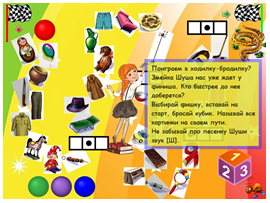 Поиграем в ходилку-бродилку?
Змейка Шуша нас уже ждет у
финиша. Кто быстрее до нее
доберется?
Выбирай фишку, вставай на
старт, бросай кубик. Называй все
картинки на своем пути.
Не забывай про песенку Шуши -
звук [Ш].
1
2
3